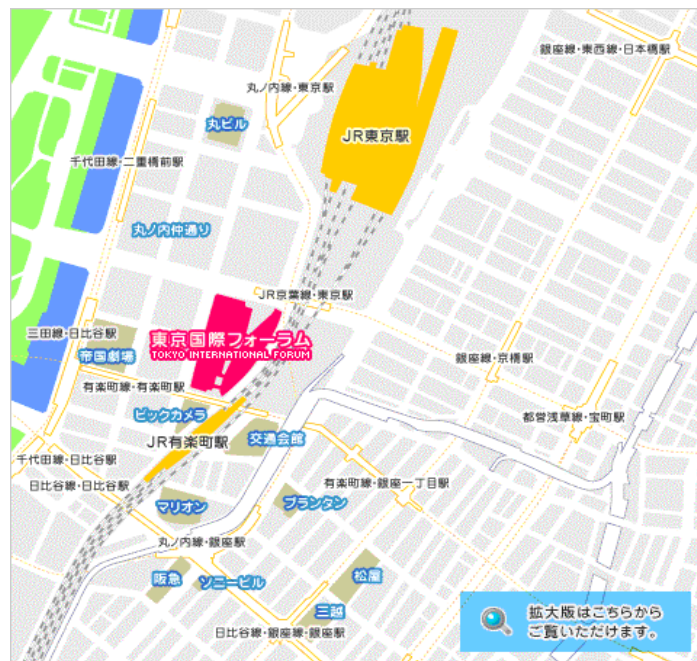 銀座線・東西線・日本橋駅
丸ノ内線・東京駅
丸ビル
JR東京駅
千代田線・二重橋前駅
丸ノ内仲通り
JR京葉線・東京駅
三田線・日比谷駅
東京国際フォーラム
TOKYO INTERNATIONAL FORUM
帝国劇場
銀座線・京橋駅
有楽町線・有楽町駅
ビックカメラ
都営浅草線・宝町駅
JR有楽町駅
交通会館
千代田線・日比谷駅
日比谷線・日比谷駅
有楽町線・銀座一丁目駅
マリオン
プランタン
丸ノ内線・銀座駅
阪急
ソニービル
松屋
三越
日比谷線・銀座線・銀座駅
拡大版はこちらから
ご覧いただけます。